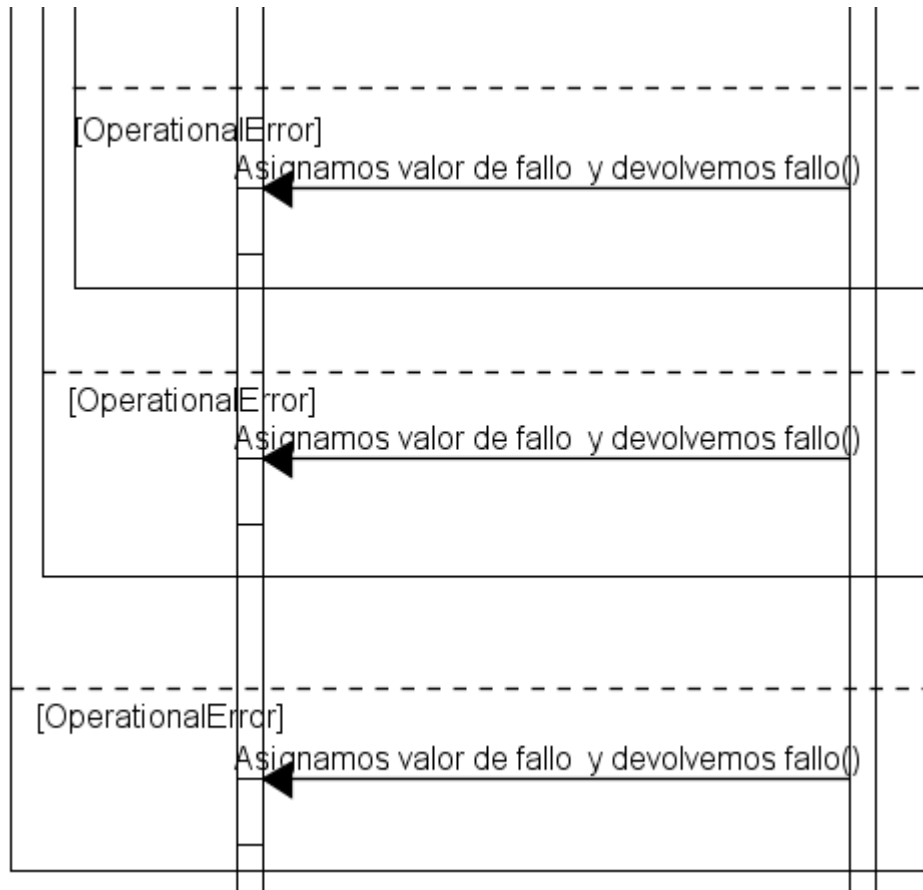 [OperationalError]
Asignamos valor de fallo  y devolvemos fallo()
[OperationalError]
Asignamos valor de fallo  y devolvemos fallo()
[OperationalError]
Asignamos valor de fallo  y devolvemos fallo()